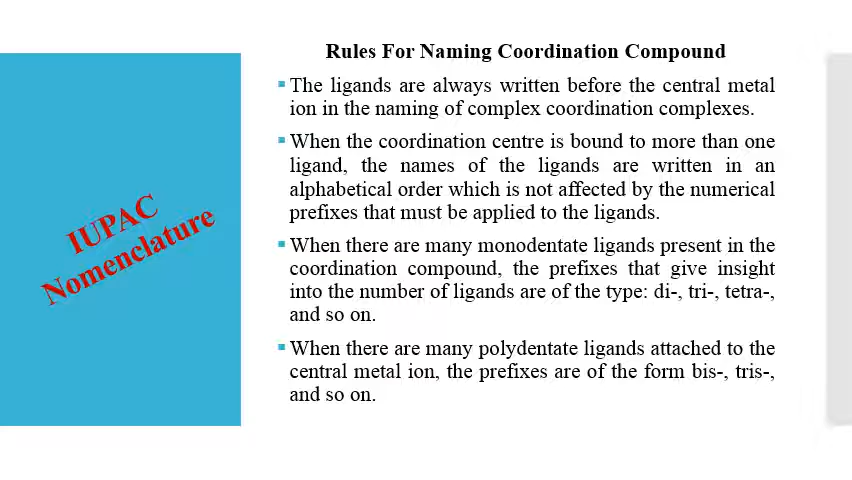 Rules For Naming Coordination Compound
▪ The ligands are always written before the central metal
ion in the naming of complex coordination complexes.
▪ When the coordination centre is bound to more than one
ligand, the names of the ligands are written in an
alphabetical order which is not affected by the numerical
prefixes that must be applied to the ligands.
▪ When there are many monodentate ligands present in the
coordination compound, the prefixes that give insight
into the number of ligands are of the type: di-, tri-, tetra-,
and so on.
▪ When there are many polydentate ligands attached to the
central metal ion, the prefixes are of the form bis-, tris-,
and so on.
IUPAC
Nomenclature